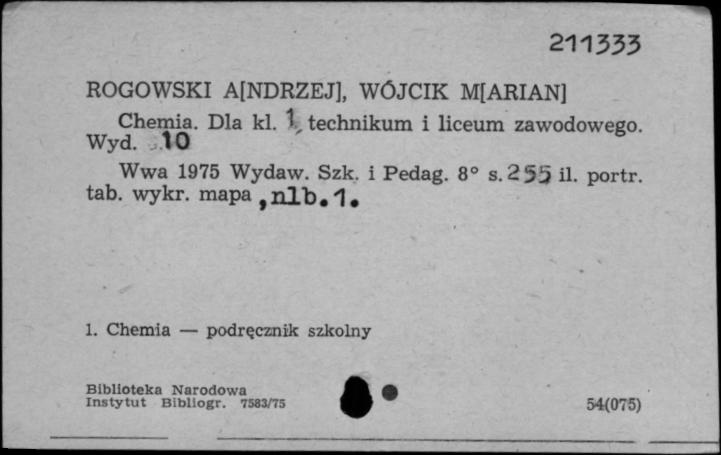 211333
ROGOWSKI A[NDRZEJ], WÓJCIK M[ARIAN]
Chemia. Dla kl. 1, technikum i liceum zawodowego.
Wyd. 10
Wwa 1975 Wydaw. Szk. i Pedag. 8° s. 255 il. portr.
tab. wykr. mapa, nlb.1.
1. Chemia — podręcznik szkolny
Biblioteka Narodowa
Instytut Bibliogr. 7583/75
54(075)